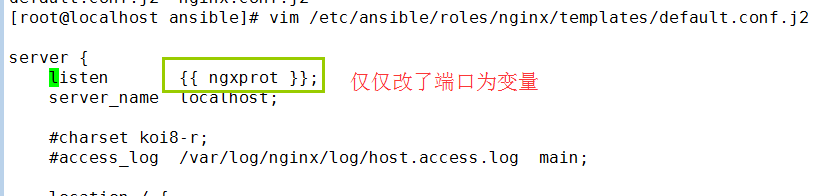 default.conf.j2  nginx.conf.j2
[root@localhost ansible]# vim /etc/ansible/roles/nginx/templates/default.conf.j2
server {
    listen       {{ ngxprot }};    仅仅改了端口为变量
    server_name  localhost;
    #charset koi8-r;
    #access_log  /var/log/nginx/log/host.access.log  main;
    location / {